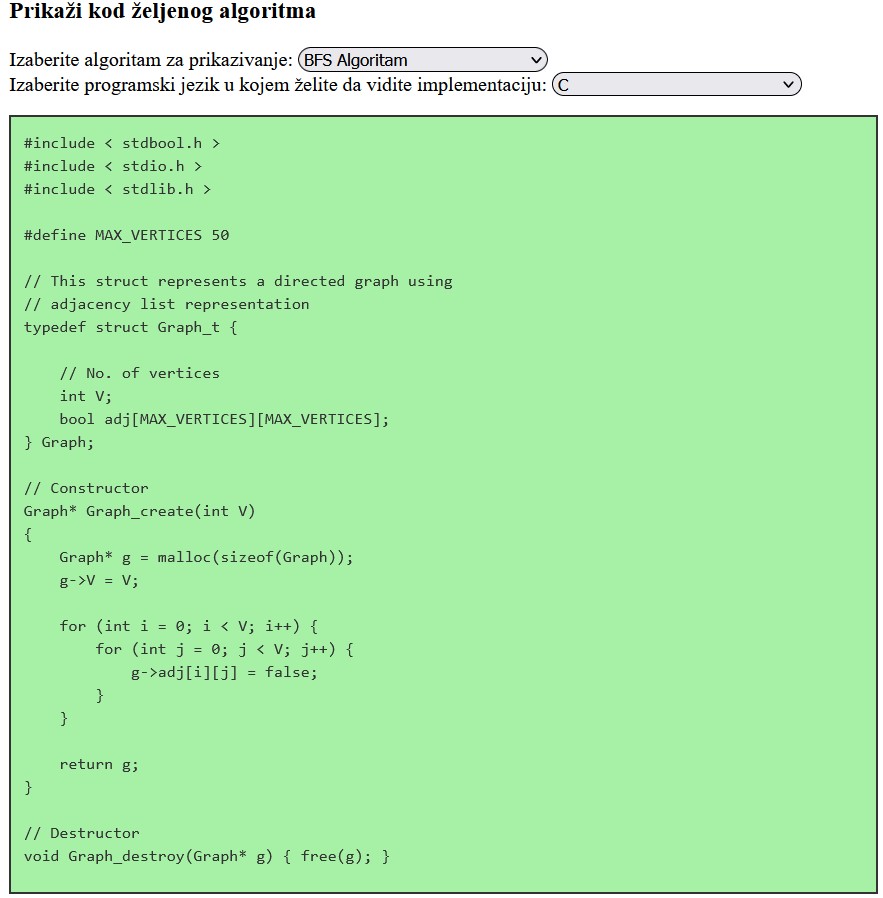 Prikaži kod željenog algoritma
Izaberite algoritam za prikazivanje: BFS Algoritam
Izaberite programski jezik u kojem želite da vidite implementaciju: C
#include < stdbool.h >
#include < stdio.h >
#include < stdlib.h >
#define MAX_VERTICES 50
// This struct represents a directed graph using
// adjacency list representation
typedef struct Graph_t {
    // No. of vertices
    int V;
    bool adj[MAX_VERTICES][MAX_VERTICES];
} Graph;
// Constructor
Graph* Graph_create(int V)
{
    Graph* g = malloc(sizeof(Graph));
    g->V = V;
    for (int i = 0; i < V; i++) {
        for (int j = 0; j < V; j++) {
            g->adj[i][j] = false;
        }
    }
    return g;
}
// Destructor
void Graph_destroy(Graph* g) { free(g); }